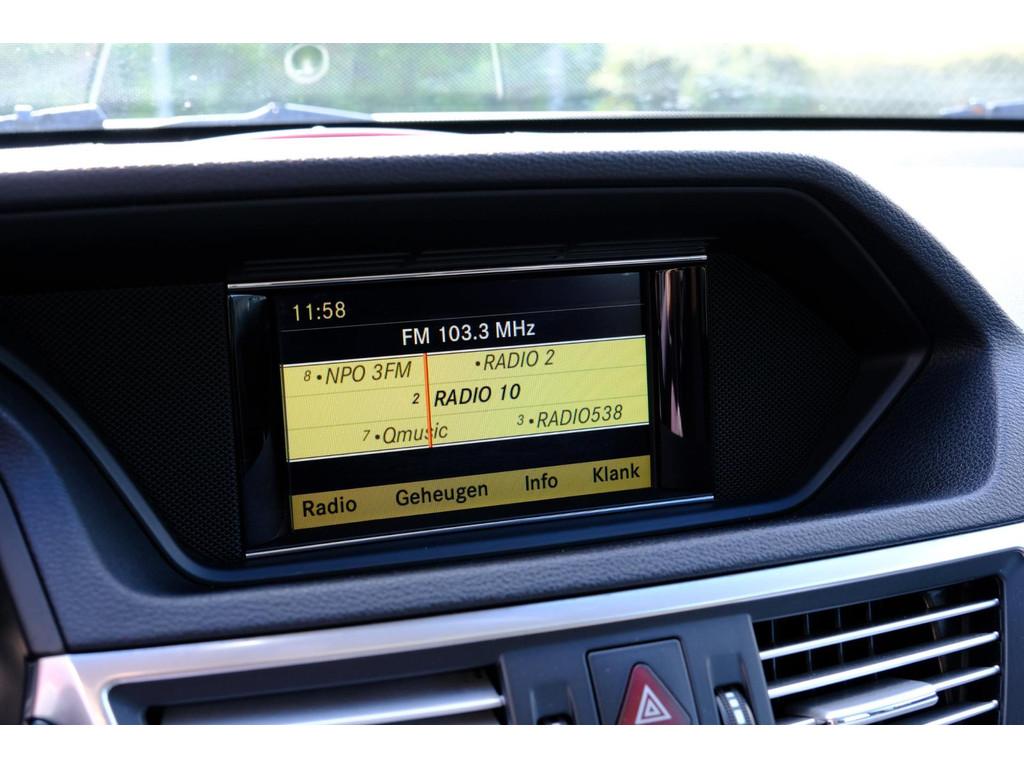 11:58
FM 103.3 MHz
8 •NPO 3FM •RADIO 2
2 RADIO 10
7 •Qmusic 3 •RADIO538
Radio Geheugen Info Klank